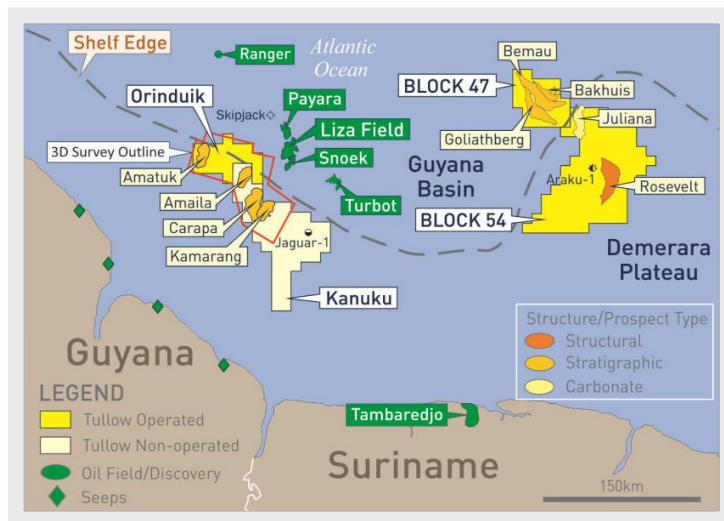 Shelf Edge
Ranger
Atlantic
Ocean
Bemau
BLOCK 47
Bakhuis
Orinduik
Skipjack
Payara
Juliana
Liza Field
Goliathberg
3D Survey Outline
Snoek
Guyana
Basin
Amatuk
Araku-1
Rosevelt
Amaila
Turbot
BLOCK 54
Carapa
Jaguar-1
Demerara
Plateau
Kamarang
Kanuku
Structure/Prospect Type
Structural
Stratigraphic
Carbonate
Guyana
LEGEND
Tullow Operated
Tullow Non-operated
Oil Field/Discovery
Seeps
Tambaredjo
Suriname
150km